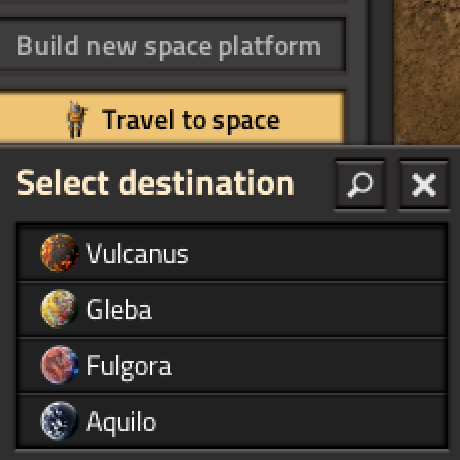 Build new space platform
Travel to space
Select destination
Vulcanus
Gleba
Fulgora
Aquilo